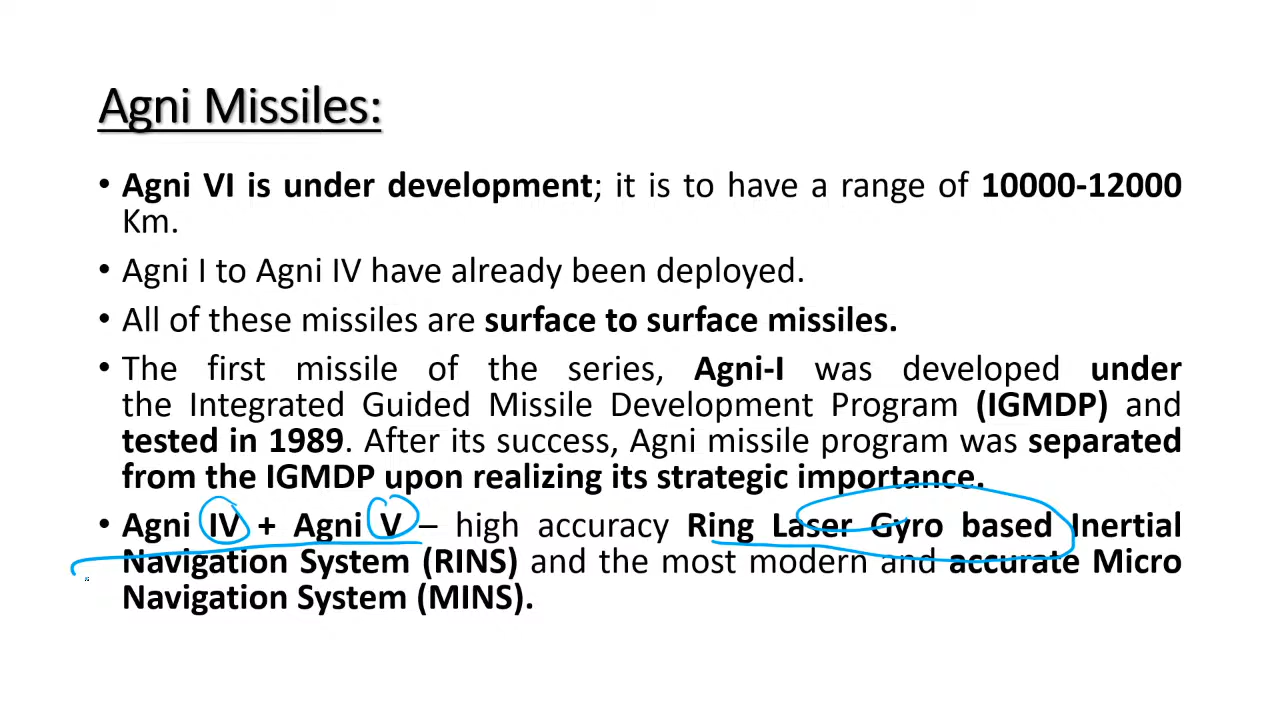 Agni Missiles:
• Agni VI is under development; it is to have a range of 10000-12000
Km.
• Agni I to Agni IV have already been deployed.
• All of these missiles are surface to surface missiles.
• The first missile of the series, Agni-I was developed under
the Integrated Guided Missile Development Program (IGMDP) and
tested in 1989. After its success, Agni missile program was separated
from the IGMDP upon realizing its strategic importance.
• Agni IV + Agni V – high accuracy Ring Laser Gyro based Inertial
Navigation System (RINS) and the most modern and accurate Micro
Navigation System (MINS).